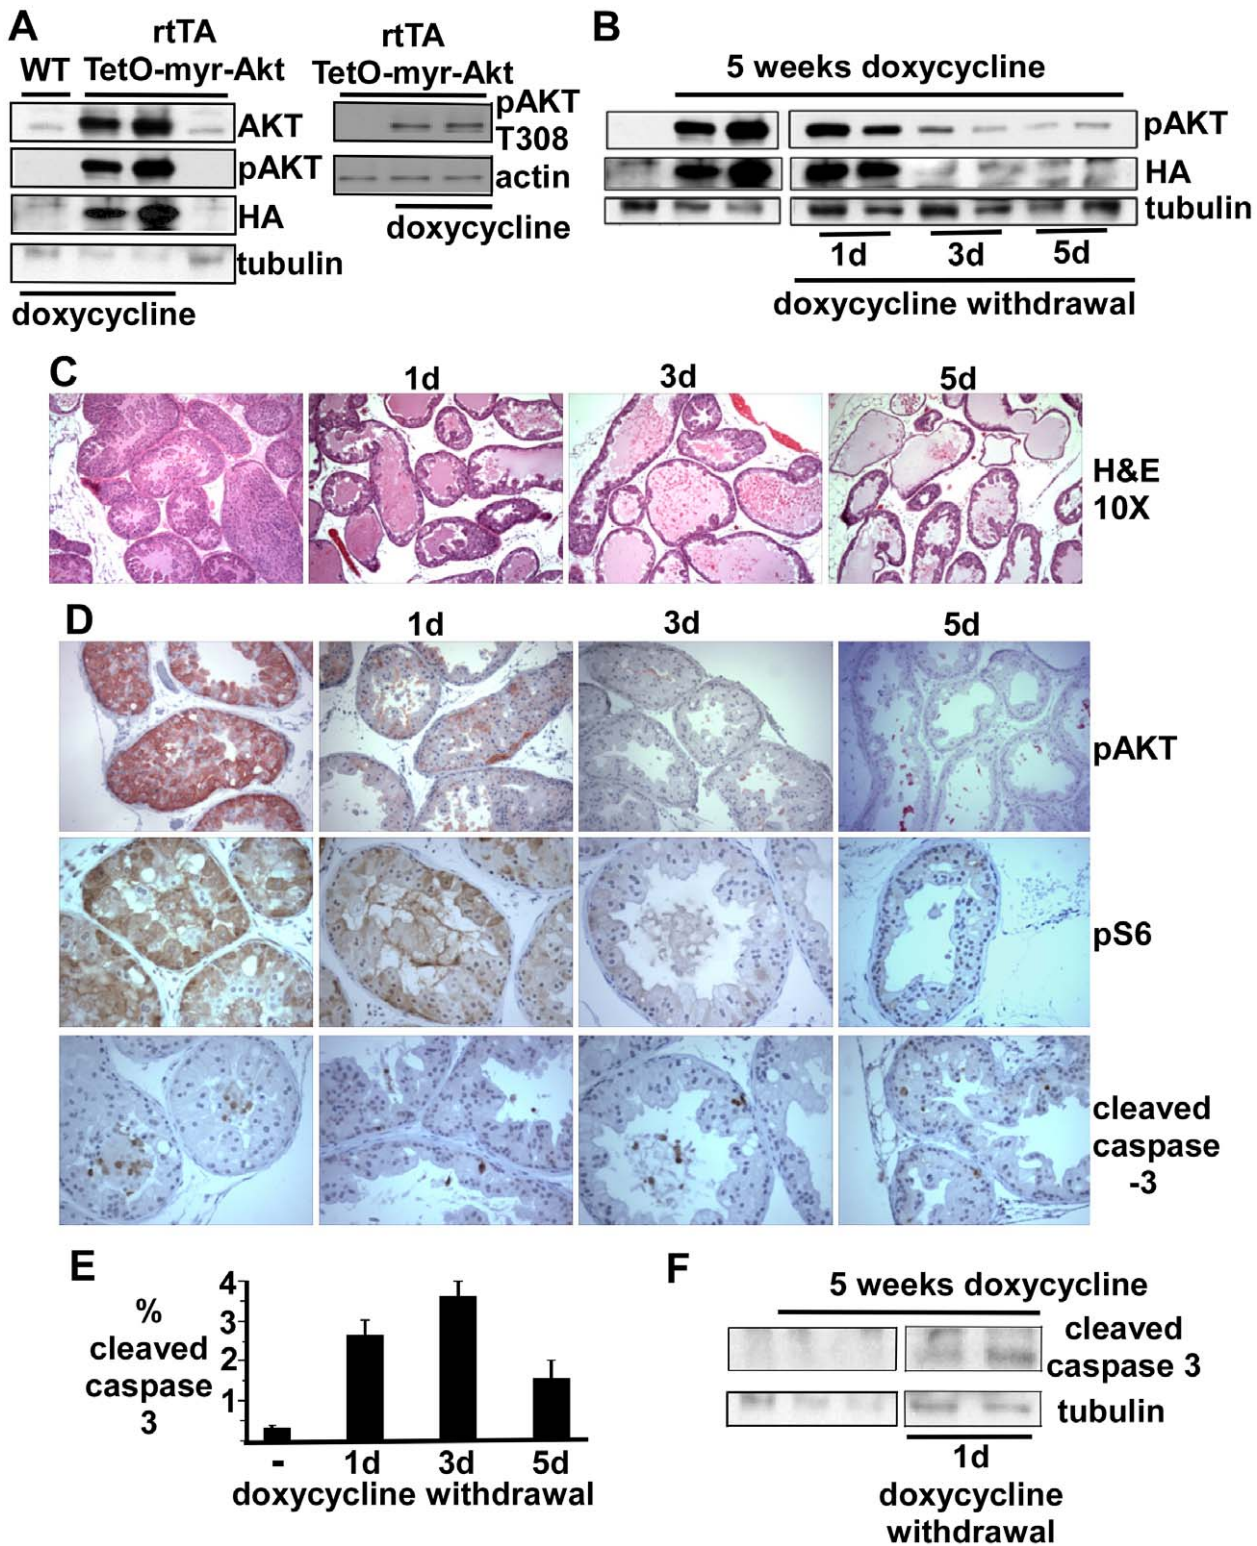 A
rtTA
WT TetO-myr-Akt
AKT
pAKT
HA
tubulin
doxycycline
rtTA
TetO-myr-Akt
pAKT
T308
actin
doxycycline
B
5 weeks doxycycline
pAKT
HA
tubulin
1d 3d 5d
doxycycline withdrawal
C
1d 3d 5d
H&E
10X
D
1d 3d 5d
pAKT
pS6
cleaved
caspase
-3
E
%
cleaved
caspase
3
4
3
2
1
- 1d 3d 5d
doxycycline withdrawal
F
5 weeks doxycycline
cleaved
caspase 3
tubulin
1d
doxycycline
withdrawal